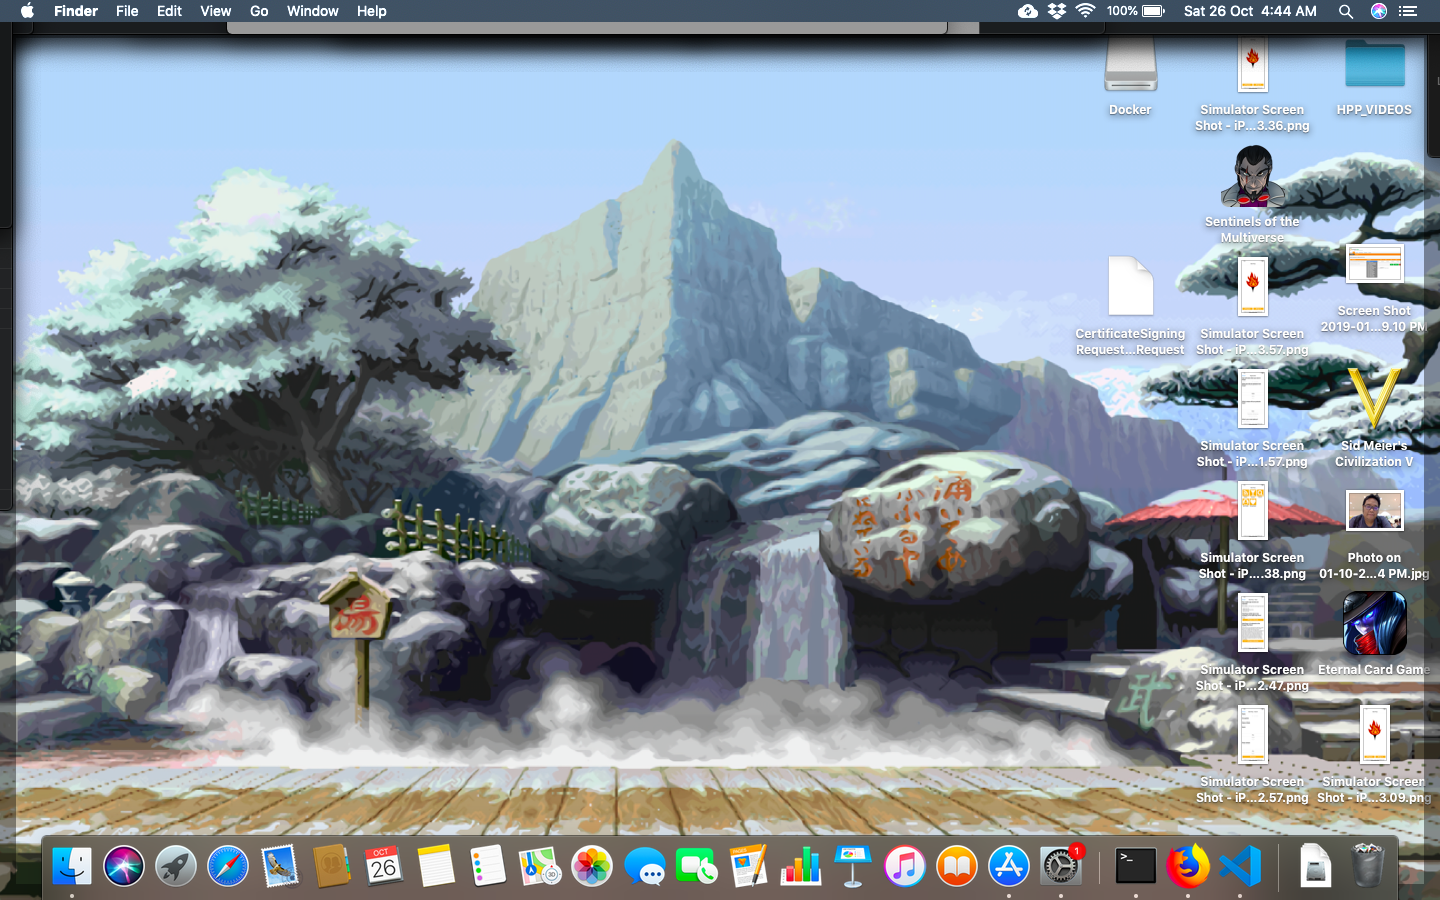 Finder File Edit View Go Window Help 100% Sat 26 Oct 4:44 AM
Docker
Simulator Screen
Shot - iP...3.36.png
HPP_VIDEOS
Sentinels of the
Multiverse
CertificateSigning
Request...Request
Simulator Screen
Shot - iP...3.57.png
Screen Shot
2019-01...9.10 PM
Simulator Screen
Shot - iP...1.57.png
Sid Meier's
Civilization V
Simulator Screen
Shot - iP....38.png
Photo on
01-10-2...4 PM.jpg
Simulator Screen
Shot - iP...2.47.png
Eternal Card Game
Simulator Screen
Shot - iP...2.57.png
Simulator Screen
Shot - iP...3.09.png
湯
武
OCT
26
1
>_